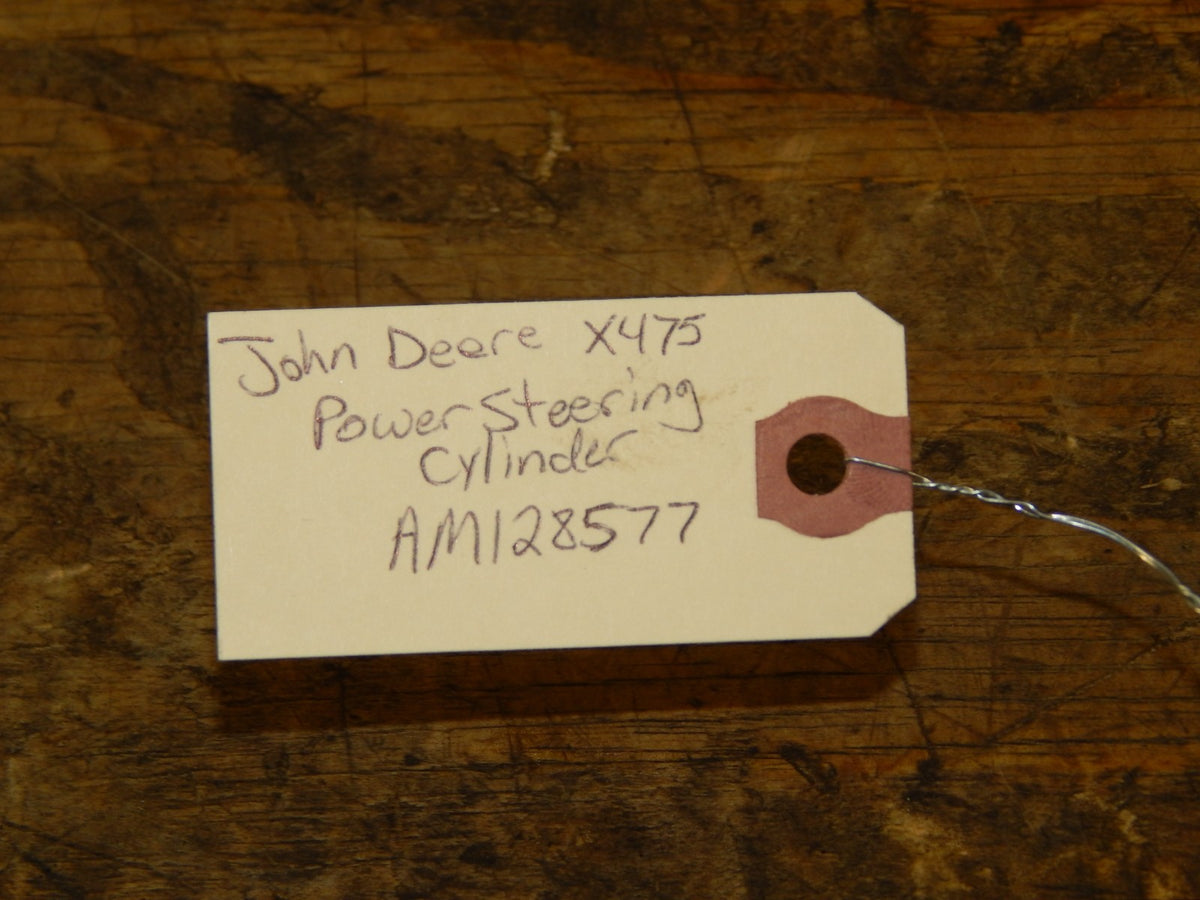 John Deere X475
Power Steering
Cylinder
AM128577